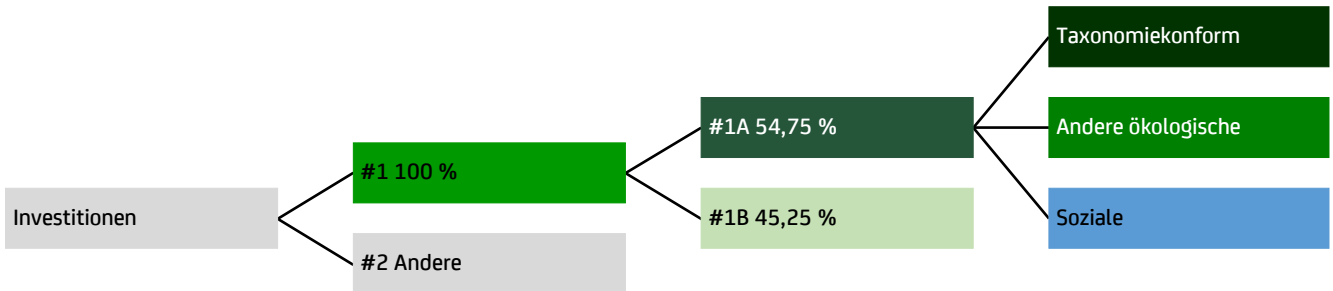 Investitionen
#1 100 %
#2 Andere
#1A 54,75 %
#1B 45,25 %
Taxonomiekonform
Andere ökologische
Soziale